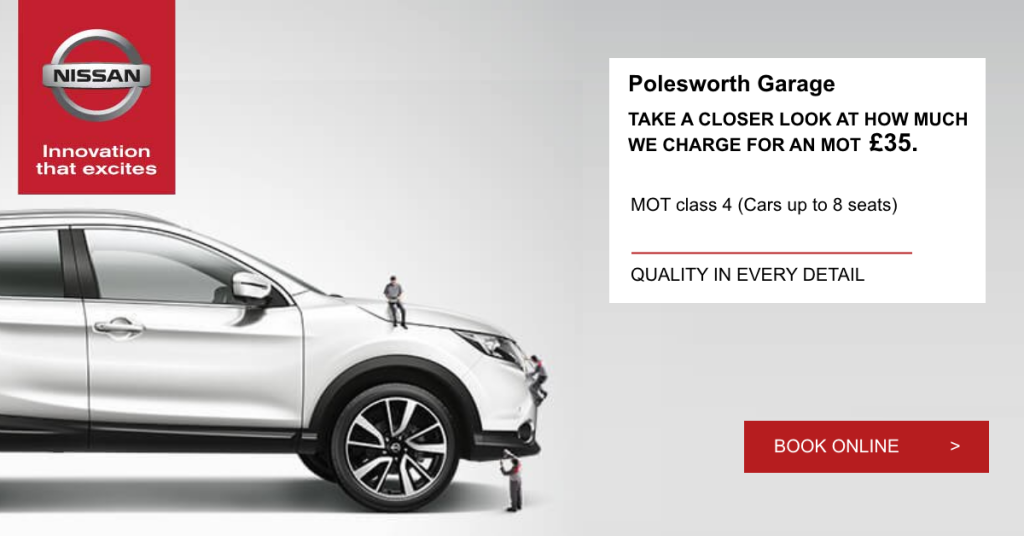 NISSAN
Innovation
that excites
Polesworth Garage
TAKE A CLOSER LOOK AT HOW MUCH
WE CHARGE FOR AN MOT £35.
MOT class 4 (Cars up to 8 seats)
QUALITY IN EVERY DETAIL
BOOK ONLINE >